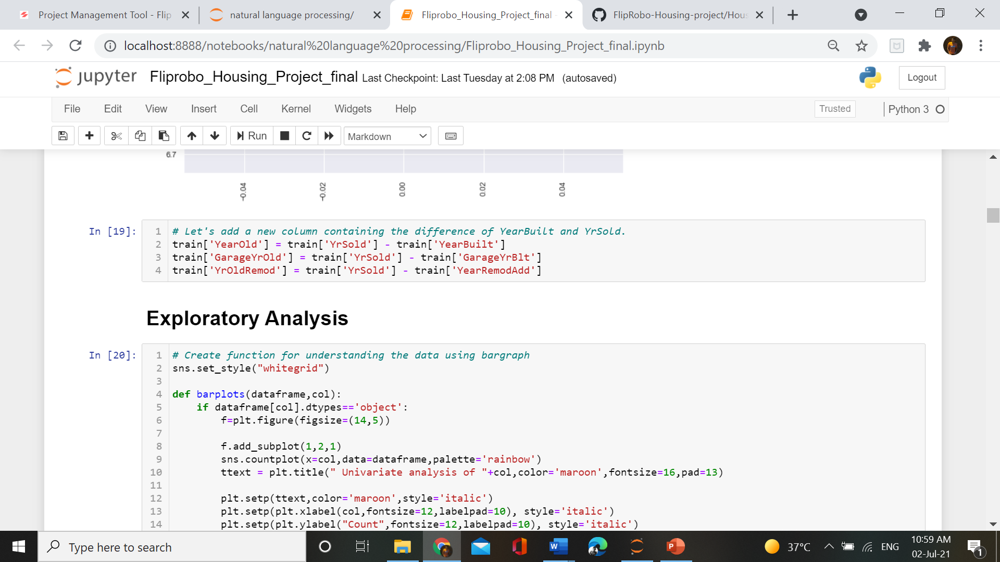 Project Management Tool - Flip
natural language processing/
Fliprobo_Housing_Project_final -
FlipRobo-Housing-project/Hous
localhost:8888/notebooks/natural%20language%20processing/Fliprobo_Housing_Project_final.ipynb
jupyter Fliprobo_Housing_Project_final Last Checkpoint: Last Tuesday at 2:08 PM (autosaved)
Logout
File Edit View Insert Cell Kernel Widgets Help
Trusted
Python 3
Run
Markdown
6.7
-0.04 -0.02 0.00 0.02 0.04
In [19]:
1 # Let's add a new column containing the difference of YearBuilt and YrSold.
2 train['YearOld'] = train['YrSold'] - train['YearBuilt']
3 train['GarageYrOld'] = train['YrSold'] - train['GarageYrBlt']
4 train['YrOldRemod'] = train['YrSold'] - train['YearRemodAdd']
Exploratory Analysis
In [20]:
1 # Create function for understanding the data using bargraph
2 sns.set_style("whitegrid")
3
4 def barplots(dataframe,col):
5     if dataframe[col].dtypes=='object':
6         f=plt.figure(figsize=(14,5))
7
8         f.add_subplot(1,2,1)
9         sns.countplot(x=col,data=dataframe,palette='rainbow')
10         ttext = plt.title(" Univariate analysis of "+col,color='maroon',fontsize=16,pad=13)
11
12         plt.setp(ttext,color='maroon',style='italic')
13         plt.setp(plt.xlabel(col,fontsize=12,labelpad=10), style='italic')
14         plt.setp(plt.ylabel("Count",fontsize=12,labelpad=10), style='italic')
Type here to search
37°C
ENG
10:59 AM
02-Jul-21
1